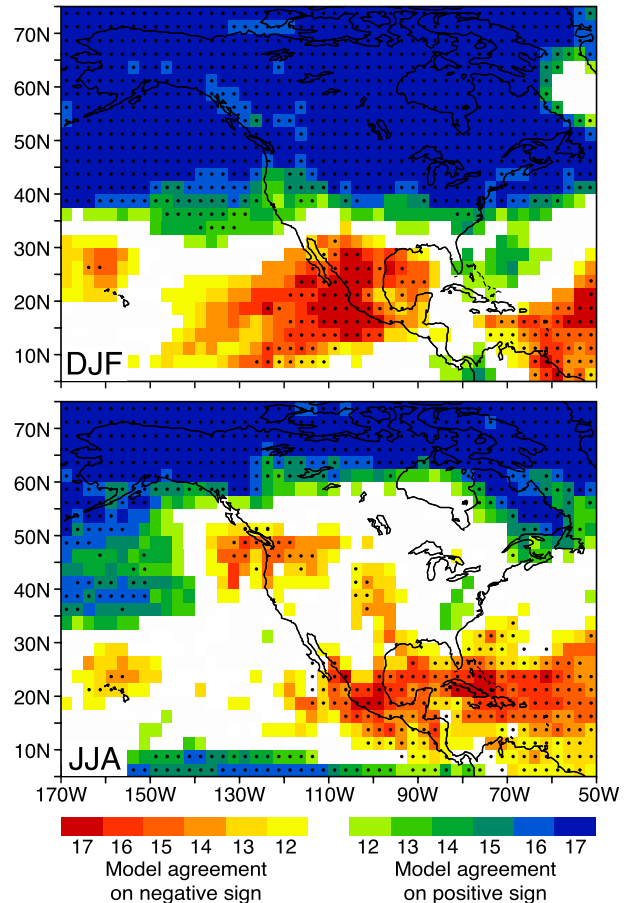 70N
60N
50N
40N
30N
20N
10N
DJF
70N
60N
50N
40N
30N
20N
10N
JJA
170W 150W 130W 110W 90W 70W 50W
17 16 15 14 13 12
Model agreement
on negative sign
12 13 14 15 16 17
Model agreement
on positive sign